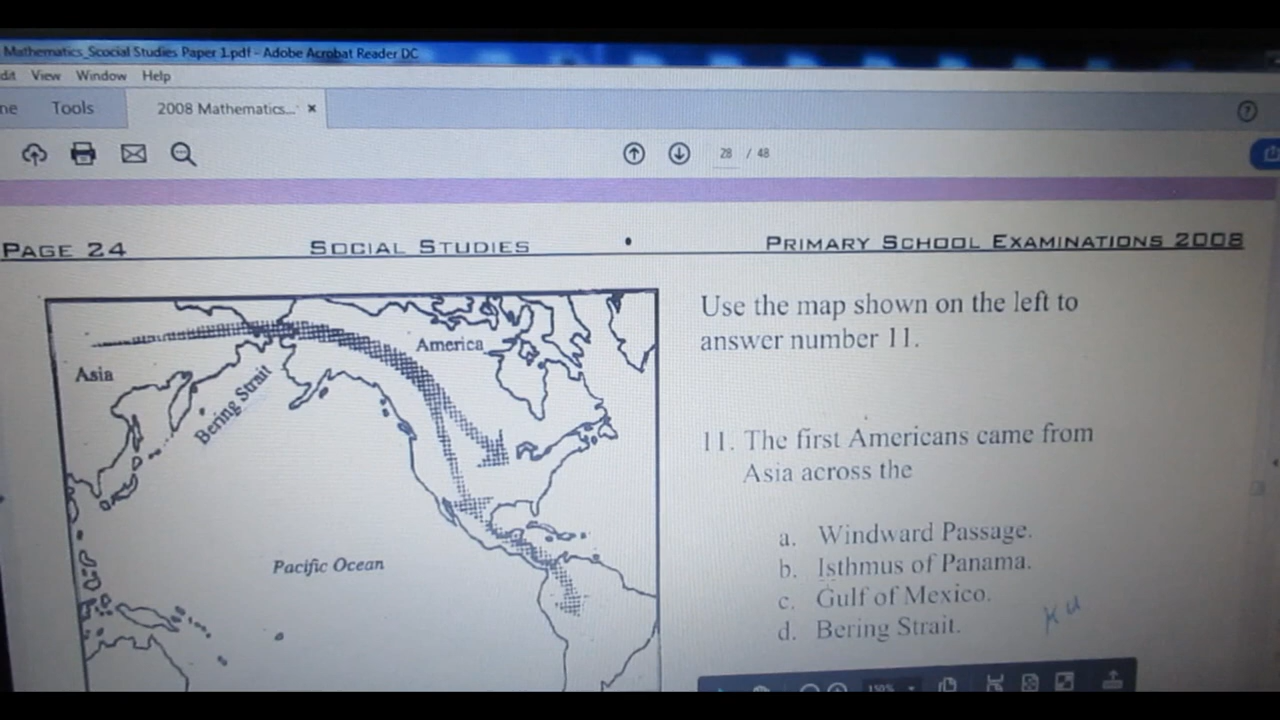 Mathematics_Scocial Studies Paper 1.pdf - Adobe Acrobat Reader DC
dit View Window Help
ne Tools 2008 Mathematics... ×
?
28 / 48
PAGE 24 SOCIAL STUDIES • PRIMARY SCHOOL EXAMINATIONS 2008
Asia
Bering Strait
America
Pacific Ocean
Use the map shown on the left to
answer number 11.
11. The first Americans came from
Asia across the
a. Windward Passage.
b. Isthmus of Panama.
c. Gulf of Mexico.
d. Bering Strait.
KU
150%